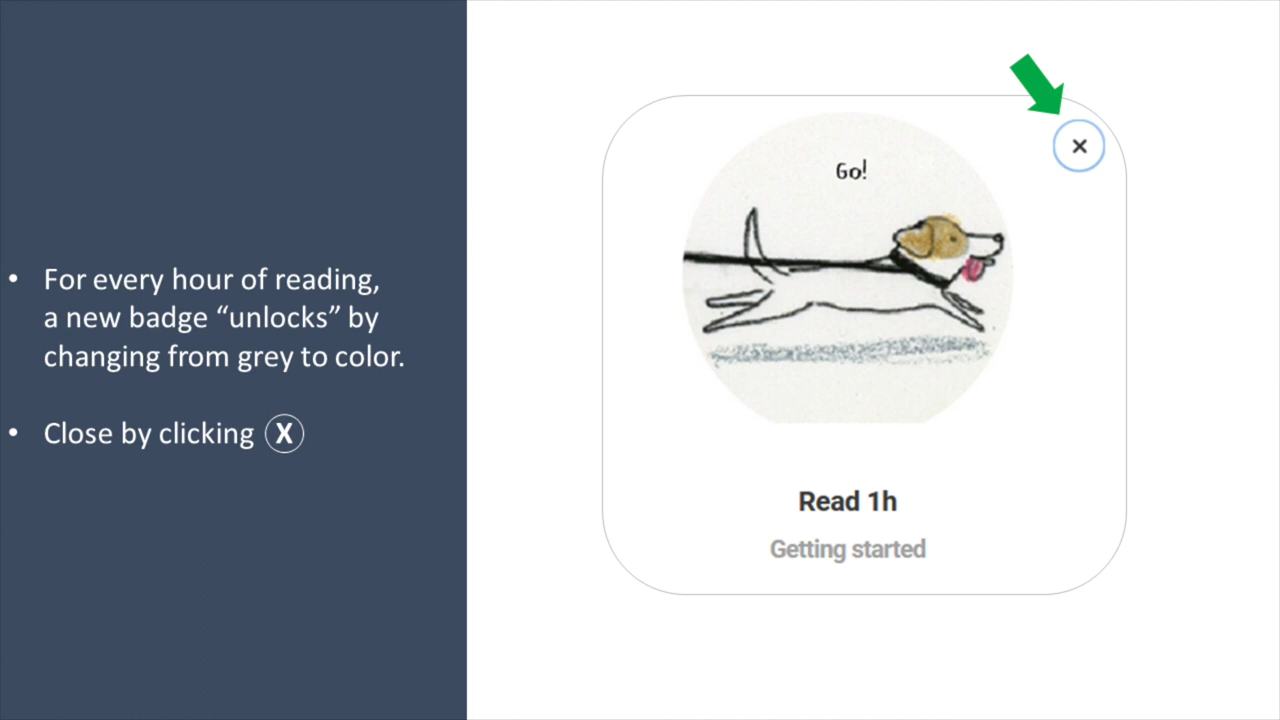 • For every hour of reading,
a new badge “unlocks” by
changing from grey to color.
• Close by clicking X
Go!
×
Read 1h
Getting started